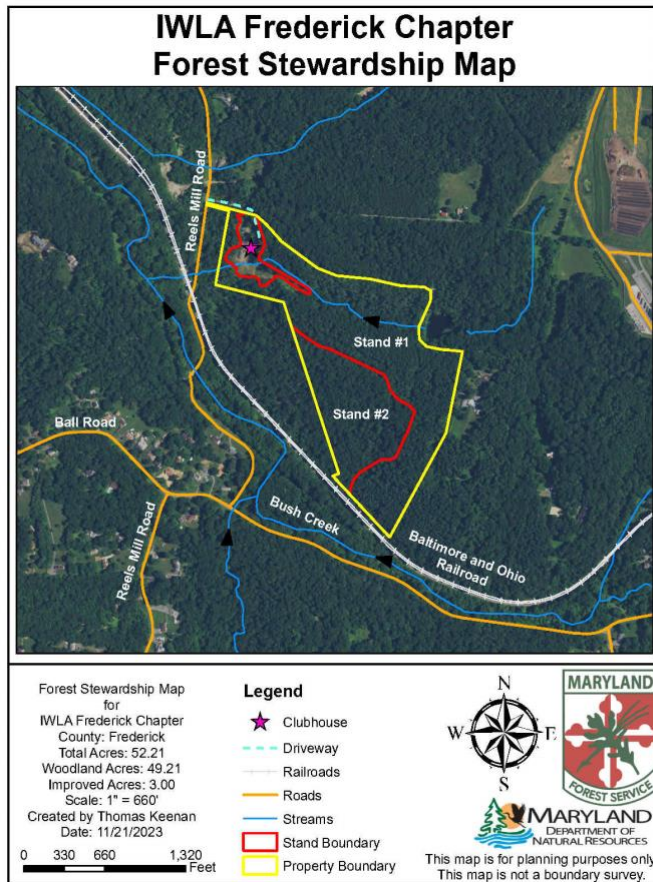 IWLA Frederick Chapter
Forest Stewardship Map
Reels Mill Road
Stand #1
Stand #2
Ball Road
Bush Creek
Reels Mill Road
Baltimore and Ohio
Railroad
Forest Stewardship Map
for
IWLA Frederick Chapter
County: Frederick
Total Acres: 52.21
Woodland Acres: 49.21
Improved Acres: 3.00
Scale: 1" = 660'
Created by Thomas Keenan
Date: 11/21/2023
0 330 660 1,320
Feet
Legend
Clubhouse
Driveway
Railroads
Roads
Streams
Stand Boundary
Property Boundary
N
W E
S
MARYLAND
FOREST SERVICE
MARYLAND
DEPARTMENT OF
NATURAL RESOURCES
This map is for planning purposes only
This map is not a boundary survey.